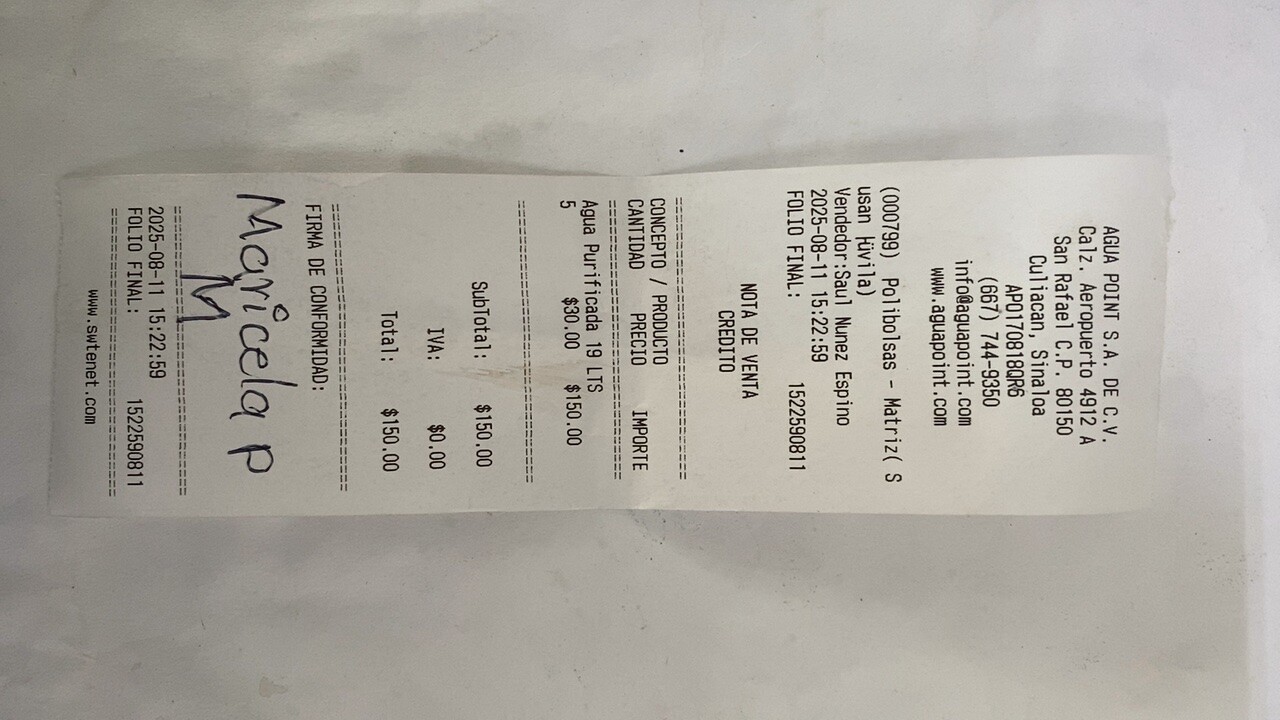 AGUA POINT S.A. DE C.V.
Calz. Aeropuerto 4912 A
San Rafael C.P. 80150
Culiacan, Sinaloa
APO170818QR6
(667) 744-9350
info@aguapoint.com
www.aguapoint.com
(000799) Polibolsas - Matriz( S
usan Hüvila)
Vendedor:Saul Nunez Espino
2025-08-11 15:22:59
FOLIO FINAL: 1522590811
NOTA DE VENTA
CREDITO
================================
CONCEPTO / PRODUCTO
CANTIDAD PRECIO IMPORTE
================================
Agua Purificada 19 LTS
5 $30.00 $150.00
================================
SubTotal: $150.00
IVA: $0.00
Total: $150.00
================================
FIRMA DE CONFORMIDAD:
Maricela P
M
================================
2025-08-11 15:22:59
FOLIO FINAL: 1522590811
================================
www.swtenet.com